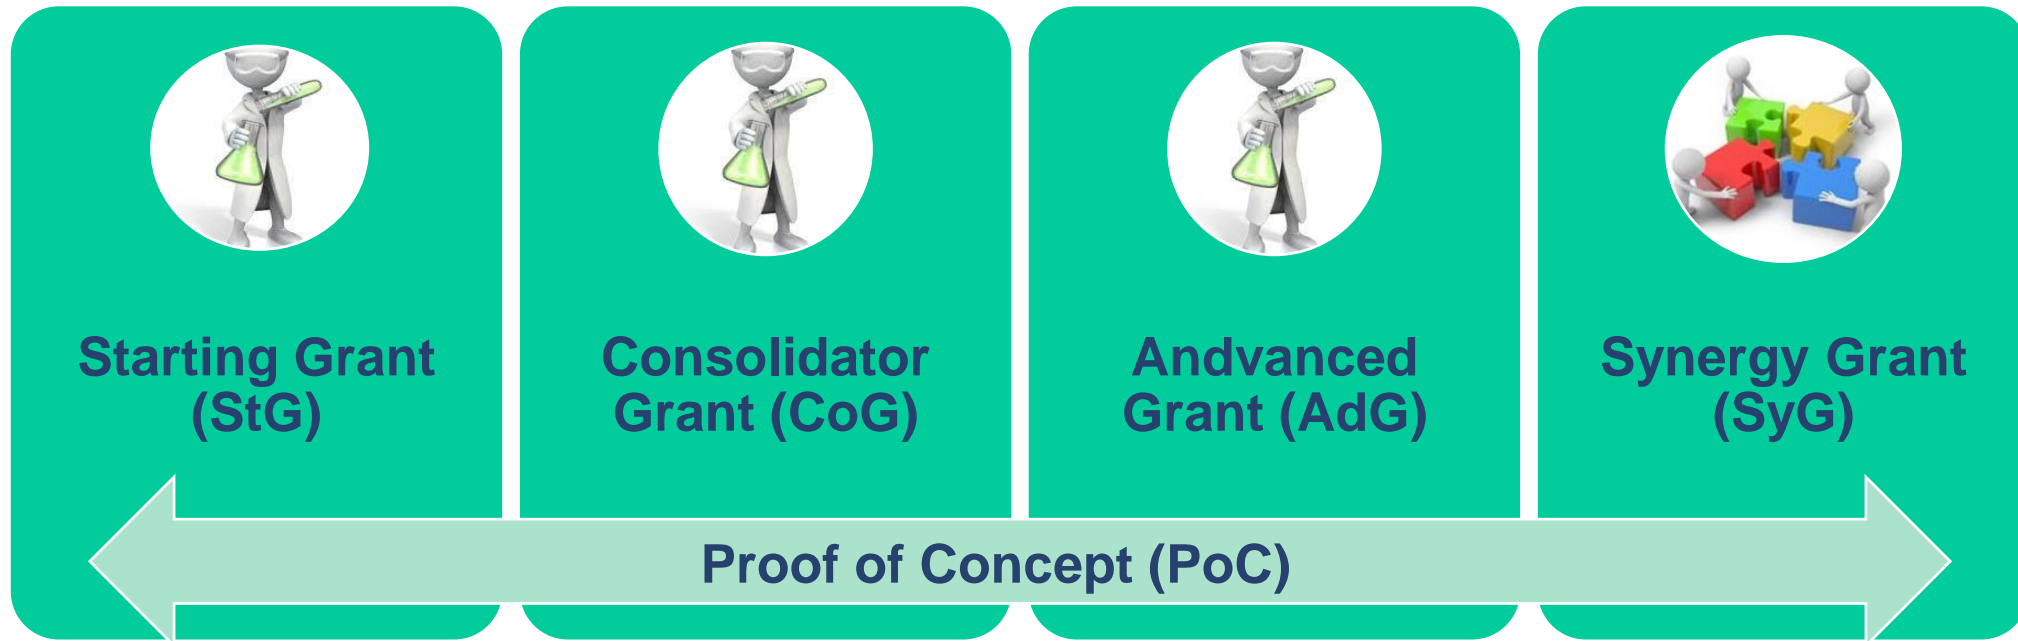 Starting Grant
(StG)
Consolidator
Grant (CoG)
Andvanced
Grant (AdG)
Synergy Grant
(SyG)
Proof of Concept (PoC)